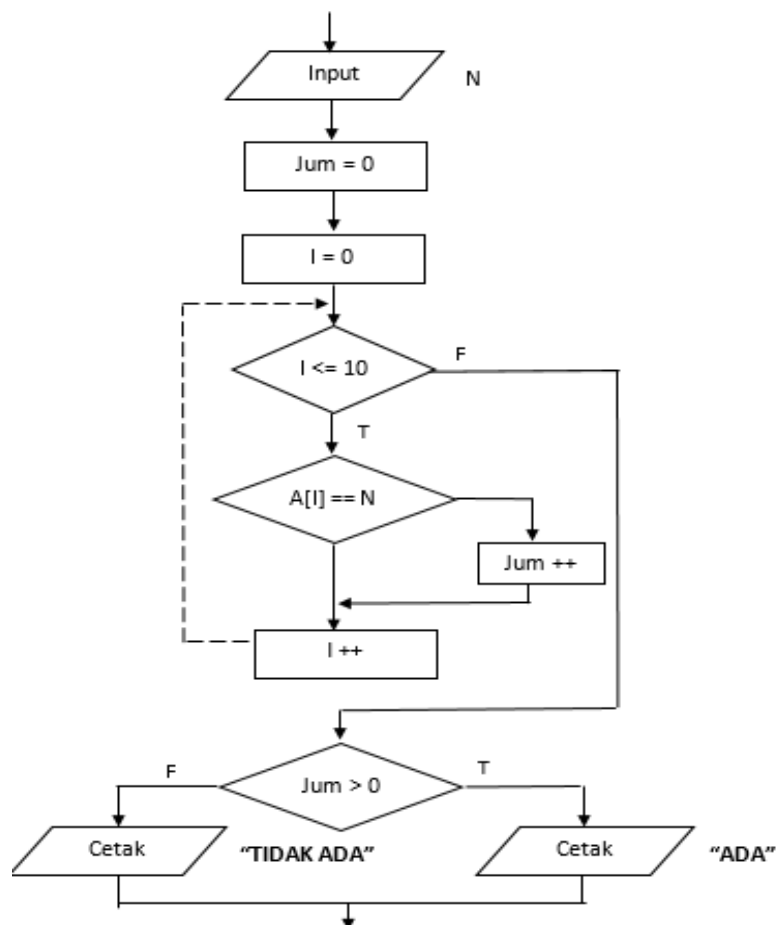 Input
N
Jum = 0
I = 0
I <= 10
F
T
A[I] == N
Jum ++
I ++
F
Jum > 0
T
Cetak
“TIDAK ADA”
Cetak
“ADA”